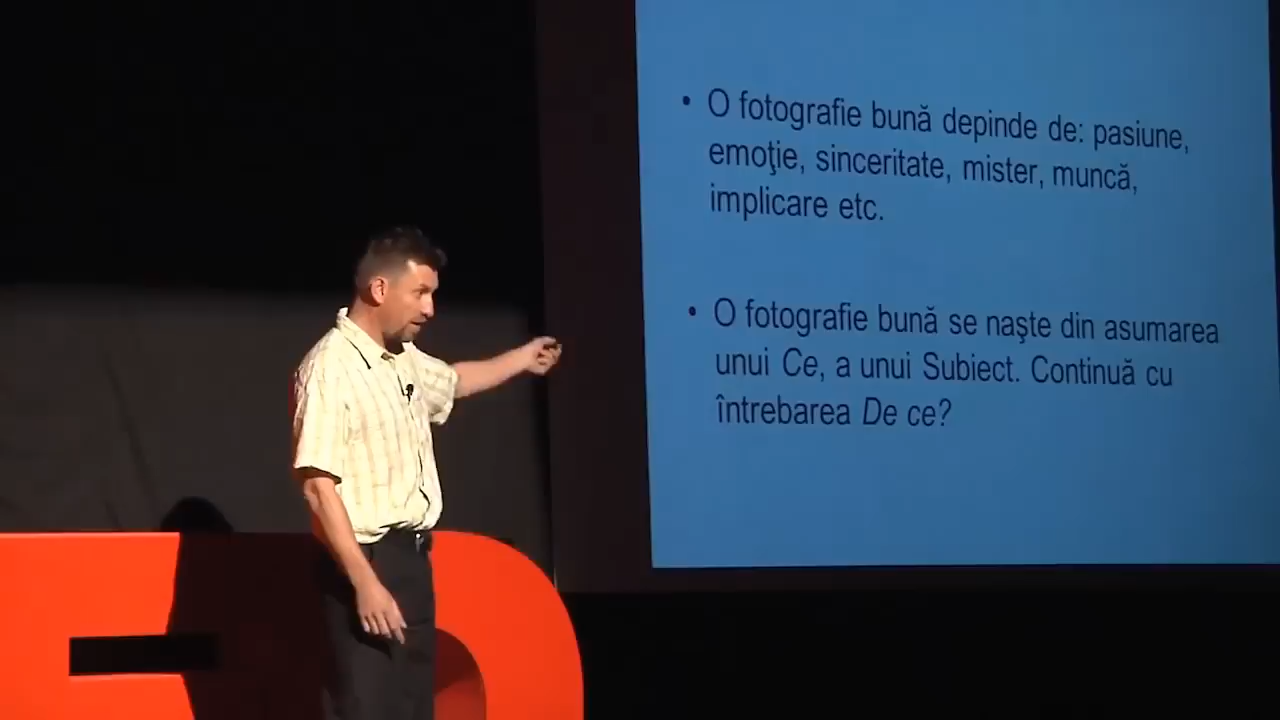 • O fotografie bună depinde de: pasiune,
emoţie, sinceritate, mister, muncă,
implicare etc.
• O fotografie bună se naşte din asumarea
unui Ce, a unui Subiect. Continuă cu
întrebarea De ce?
ED